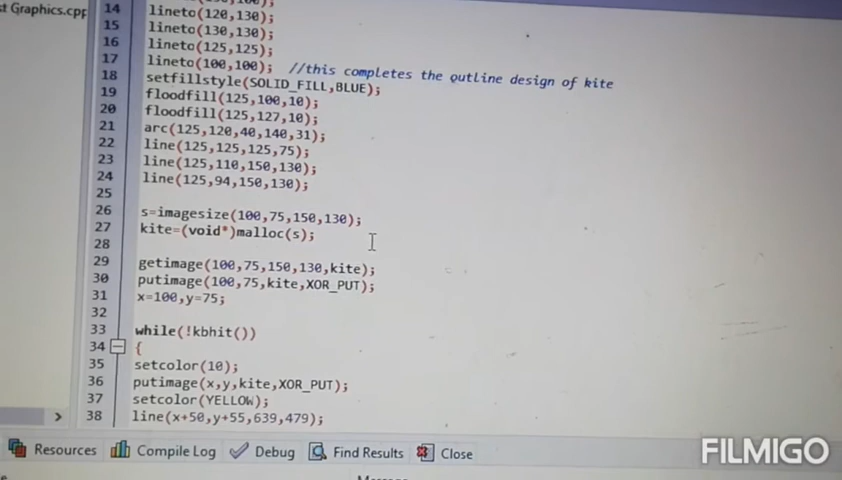 t Graphics.cpp
14 lineto(120,130);
15 lineto(130,130);
16 lineto(125,125);
17 lineto(100,100); //this completes the outline design of kite
18 setfillstyle(SOLID_FILL,BLUE);
19 floodfill(125,100,10);
20 floodfill(125,127,10);
21 arc(125,120,40,140,31);
22 line(125,125,125,75);
23 line(125,110,150,130);
24 line(125,94,150,130);
25
26 s=imagesize(100,75,150,130);
27 kite=(void*)malloc(s);
28
29 getimage(100,75,150,130,kite);
30 putimage(100,75,kite,XOR_PUT);
31 x=100,y=75;
32
33 while(!kbhit())
34 {
35 setcolor(10);
36 putimage(x,y,kite,XOR_PUT);
37 setcolor(YELLOW);
38 line(x+50,y+55,639,479);
Resources Compile Log Debug Find Results Close
FILMIGO